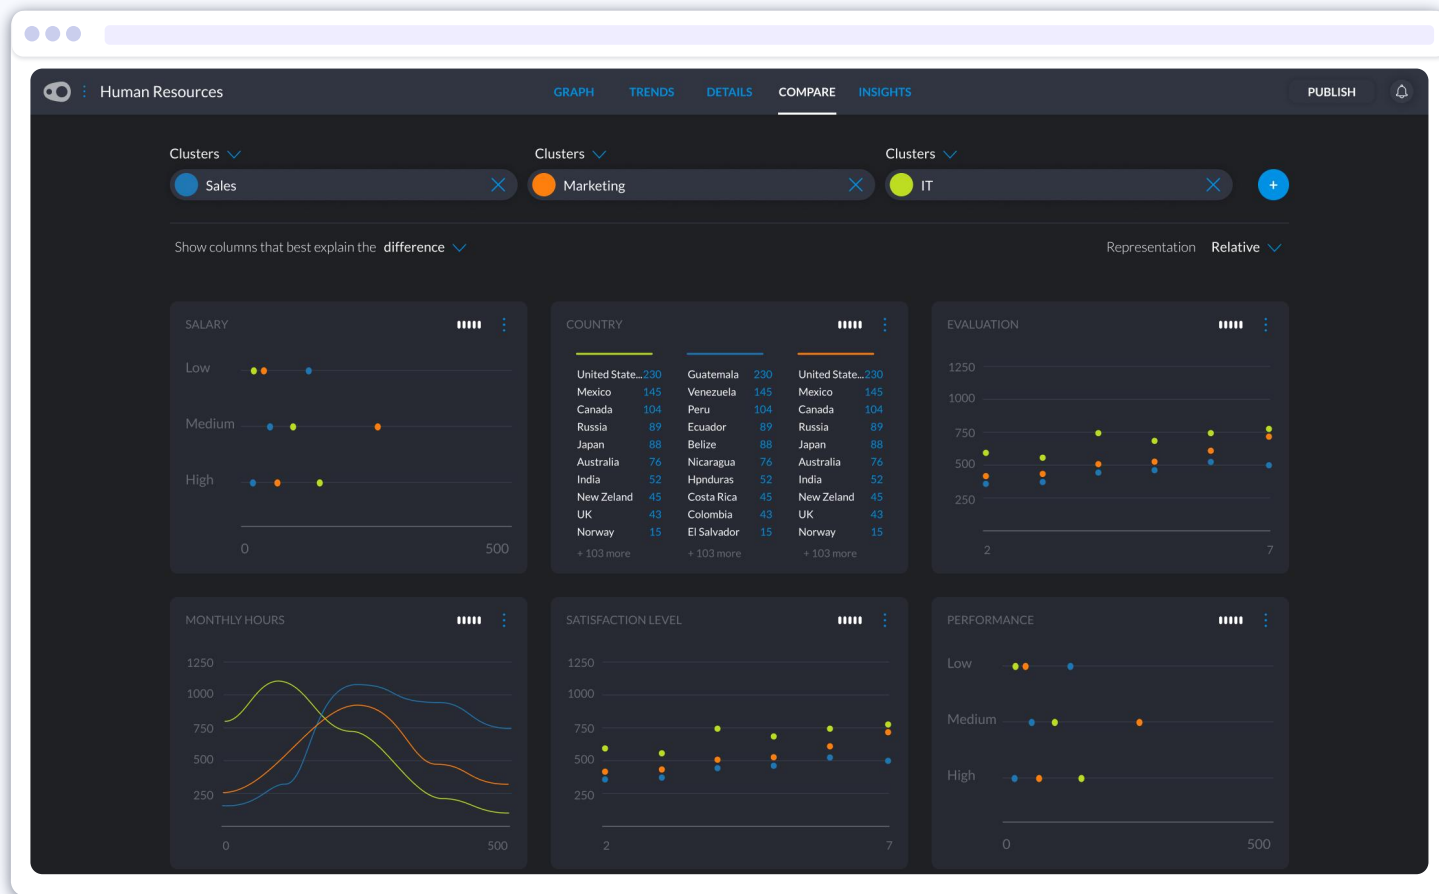 Human Resources
GRAPH TRENDS DETAILS COMPARE INSIGHTS
PUBLISH
Clusters Clusters Clusters
Sales Marketing IT
+
Show columns that best explain the difference
Representation Relative
SALARY
Low
Medium
High
0 500
COUNTRY
United State...230 Guatemala 230 United State...230
Mexico 145 Venezuela 145 Mexico 145
Canada 104 Peru 104 Canada 104
Russia 89 Ecuador 89 Russia 89
Japan 88 Belize 88 Japan 88
Australia 76 Nicaragua 76 Australia 76
India 52 Hpnduras 52 India 52
New Zeland 45 Costa Rica 45 New Zeland 45
UK 43 Colombia 43 UK 43
Norway 15 El Salvador 15 Norway 15
+ 103 more + 103 more + 103 more
EVALUATION
1250
1000
750
500
250
2 7
MONTHLY HOURS
1250
1000
750
500
250
0 500
SATISFACTION LEVEL
1250
1000
750
500
250
2 7
PERFORMANCE
Low
Medium
High
0 500